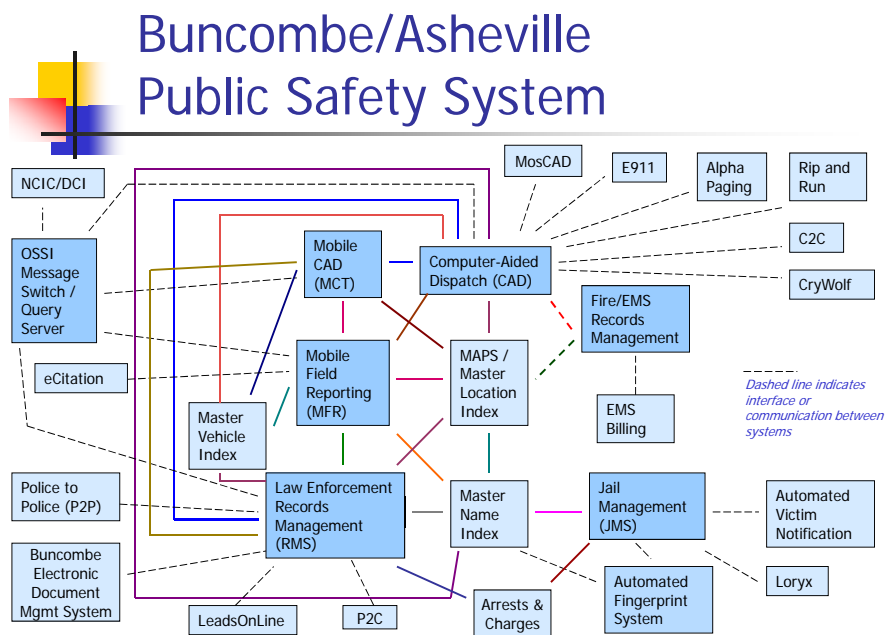 Buncombe/Asheville
Public Safety System
MosCAD
E911
Alpha
Paging
Rip and
Run
NCIC/DCI
C2C
OSSI
Message
Switch /
Query
Server
Mobile
CAD
(MCT)
Computer-Aided
Dispatch (CAD)
CryWolf
Fire/EMS
Records
Management
eCitation
Mobile
Field
Reporting
(MFR)
MAPS /
Master
Location
Index
Dashed line indicates
interface or
communication between
systems
Master
Vehicle
Index
EMS
Billing
Police to
Police (P2P)
Law Enforcement
Records
Management
(RMS)
Master
Name
Index
Jail
Management
(JMS)
Automated
Victim
Notification
Buncombe
Electronic
Document
Mgmt System
LeadsOnLine
P2C
Arrests &
Charges
Automated
Fingerprint
System
Loryx